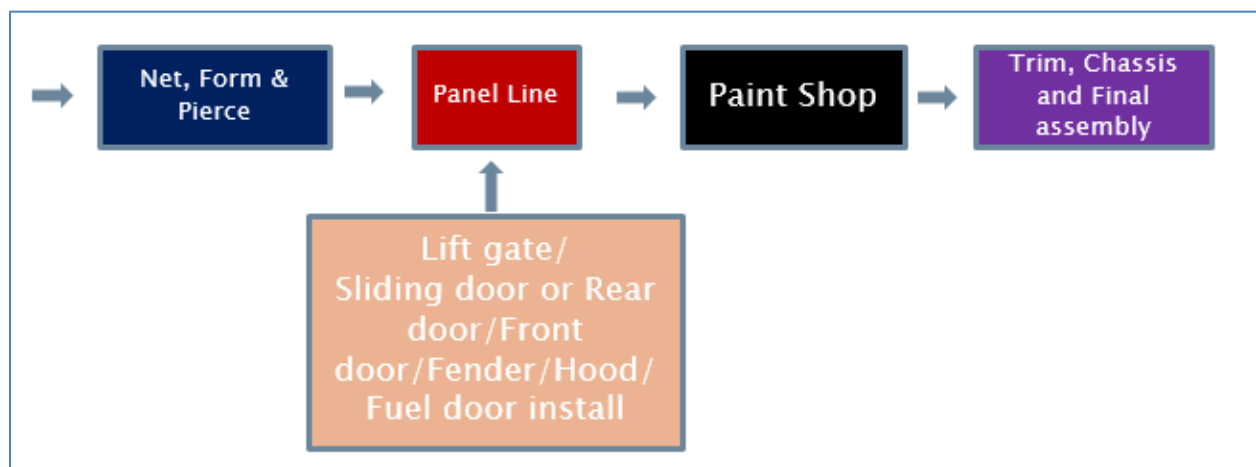 Net, Form &
Pierce
Panel Line
Paint Shop
Trim, Chassis
and Final
assembly
Lift gate/
Sliding door or Rear
door/Front
door/Fender/Hood/
Fuel door install